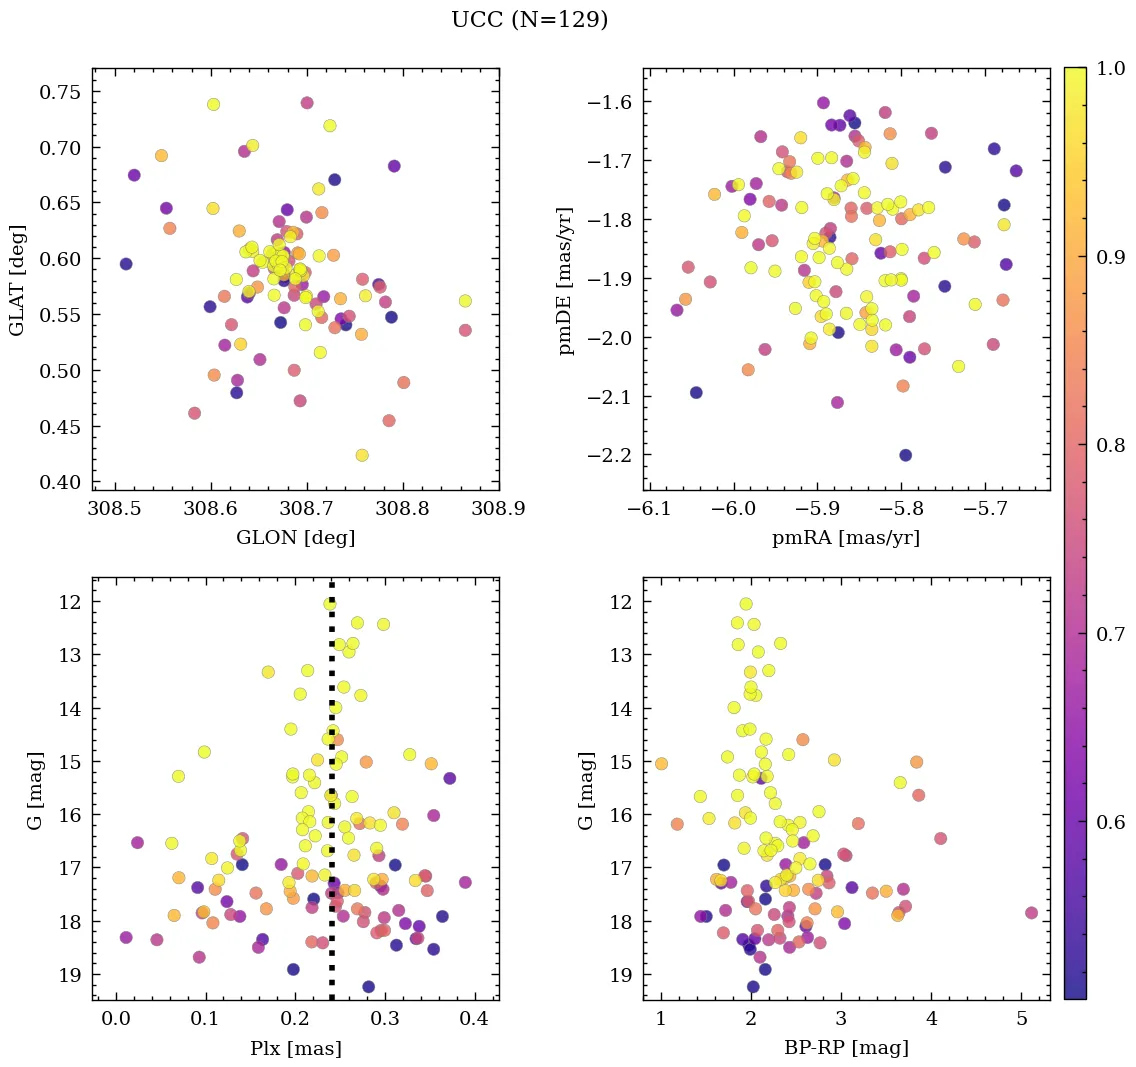 UCC (N=129)
0.75
0.70
0.65
0.60
0.55
0.50
0.45
0.40
GLAT [deg]
308.5 308.6 308.7 308.8 308.9
GLON [deg]
−1.6
−1.7
−1.8
−1.9
−2.0
−2.1
−2.2
pmDE [mas/yr]
−6.1 −6.0 −5.9 −5.8 −5.7
pmRA [mas/yr]
1.0
0.9
0.8
0.7
0.6
12
13
14
15
16
17
18
19
G [mag]
0.0 0.1 0.2 0.3 0.4
Plx [mas]
12
13
14
15
16
17
18
19
G [mag]
1 2 3 4 5
BP-RP [mag]